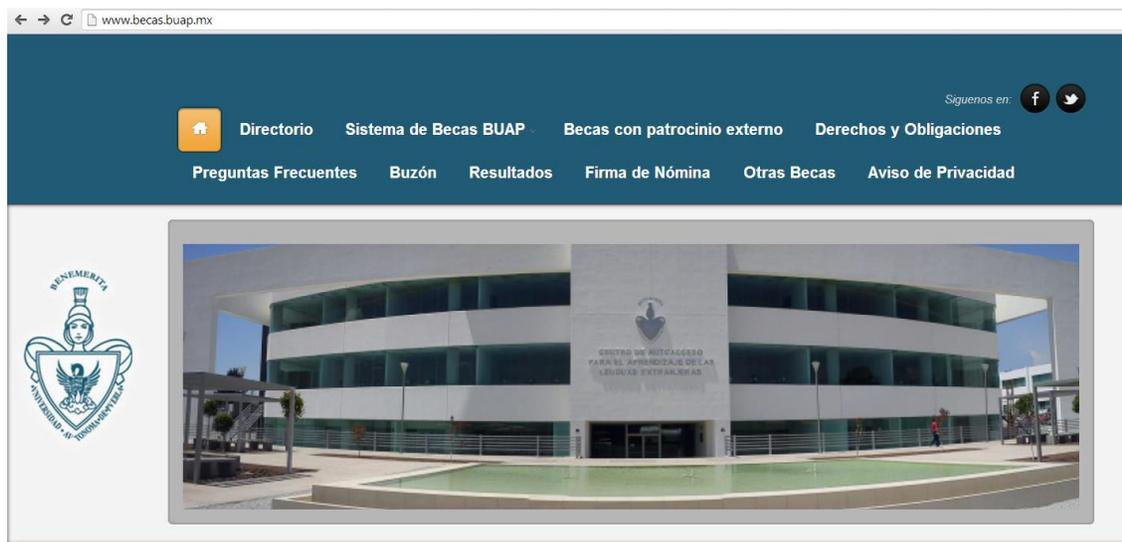 www.becas.buap.mx
Siguenos en:
Directorio Sistema de Becas BUAP Becas con patrocinio externo Derechos y Obligaciones
Preguntas Frecuentes Buzón Resultados Firma de Nómina Otras Becas Aviso de Privacidad
BENEMERITA
UNIVERSIDAD • AUTONOMA • DE • PUEBLA
CENTRO DE AUTOACCESO
PARA EL APRENDIZAJE DE LAS
LENGUAS EXTRANJERAS